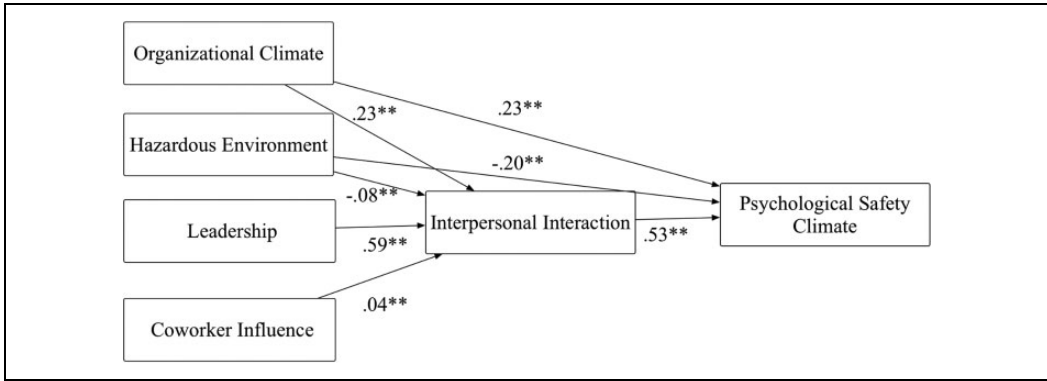 Organizational Climate
.23**
.23**
Hazardous Environment
-.20**
-.08**
Interpersonal Interaction
Psychological Safety
Climate
Leadership
.59**
.53**
.04**
Coworker Influence